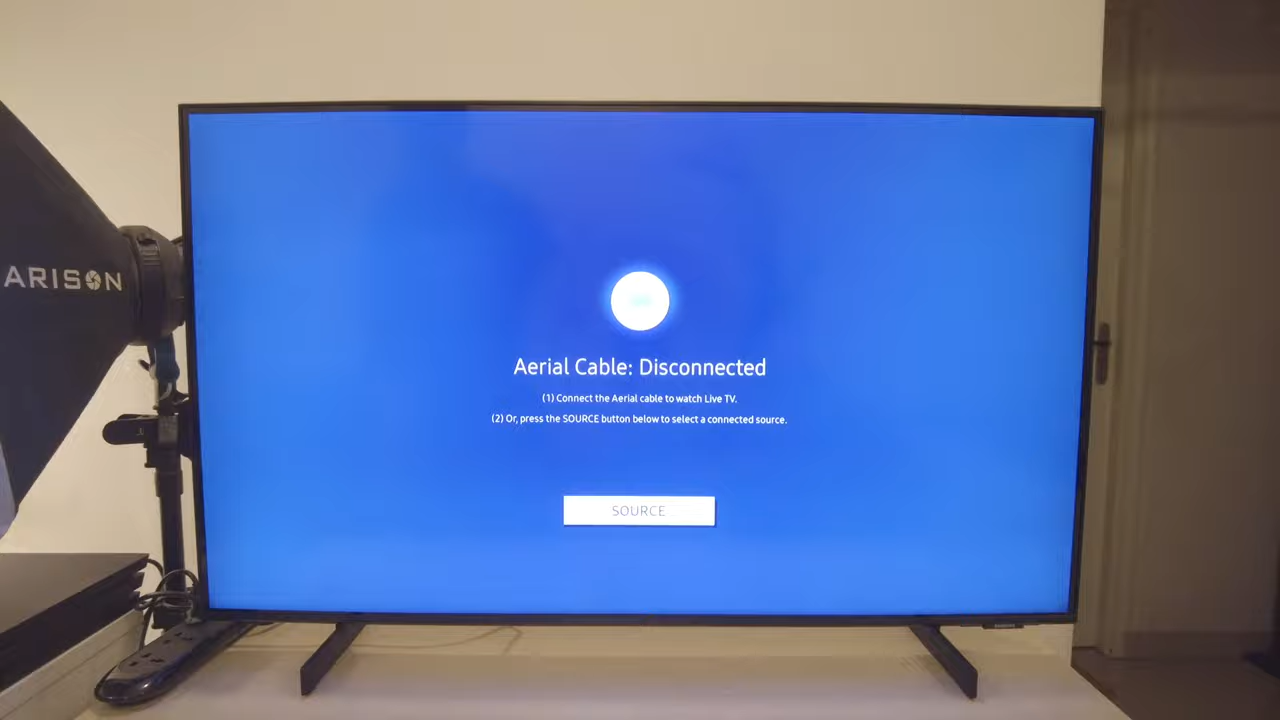 ARISON
Aerial Cable: Disconnected
(1) Connect the Aerial cable to watch Live TV.
(2) Or, press the SOURCE button below to select a connected source.
SOURCE